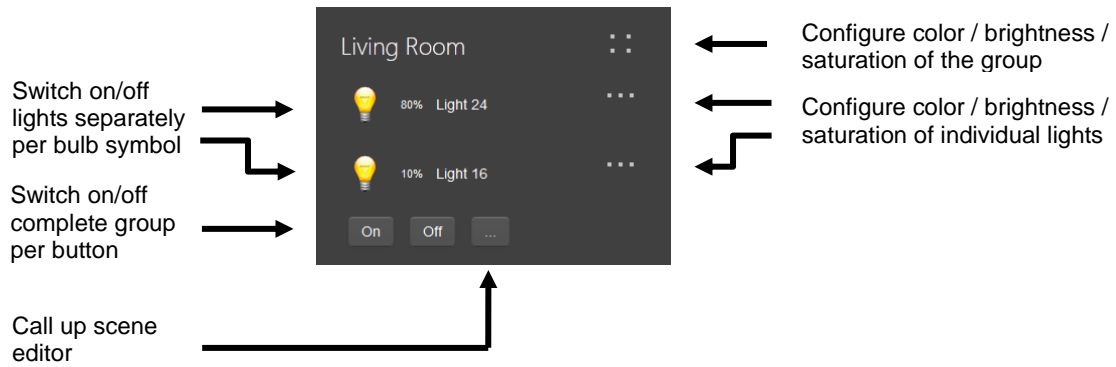 Switch on/off
lights separately
per bulb symbol
Switch on/off
complete group
per button
Call up scene
editor
Living Room
80% Light 24
10% Light 16
On Off ...
Configure color / brightness /
saturation of the group
Configure color / brightness /
saturation of individual lights